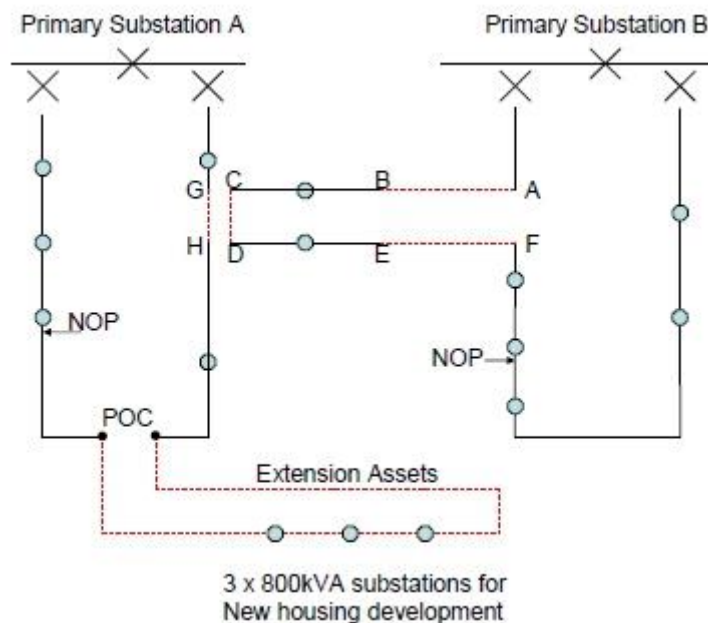 Primary Substation A
Primary Substation B
G
C
B
A
H
D
E
F
NOP
NOP
POC
Extension Assets
3 x 800kVA substations for
New housing development